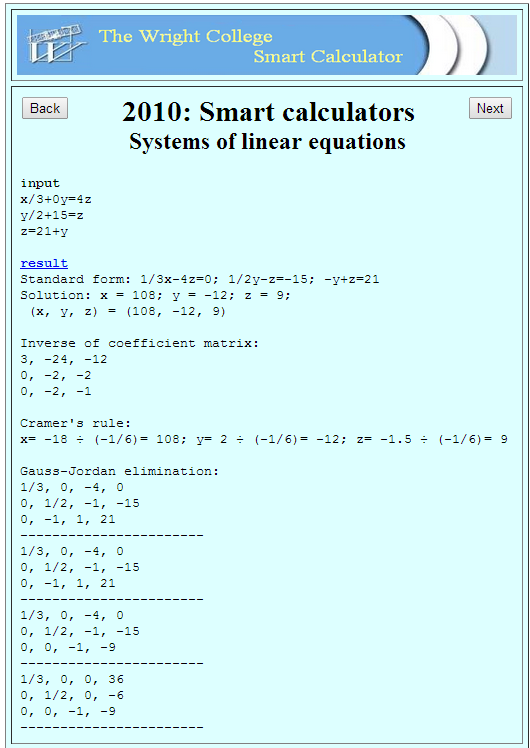 The Wright College
Smart Calculator
Back
2010: Smart calculators
Next
Systems of linear equations
input
x/3+0y=4z
y/2+15=z
z=21+y
result
Standard form: 1/3x-4z=0; 1/2y-z=-15; -y+z=21
Solution: x = 108; y = -12; z = 9;
(x, y, z) = (108, -12, 9)
Inverse of coefficient matrix:
3, -24, -12
0, -2, -2
0, -2, -1
Cramer's rule:
x= -18 ÷ (-1/6)= 108; y= 2 ÷ (-1/6)= -12; z= -1.5 ÷ (-1/6)= 9
Gauss-Jordan elimination:
1/3, 0, -4, 0
0, 1/2, -1, -15
0, -1, 1, 21
-----------------------
1/3, 0, -4, 0
0, 1/2, -1, -15
0, -1, 1, 21
-----------------------
1/3, 0, -4, 0
0, 1/2, -1, -15
0, 0, -1, -9
-----------------------
1/3, 0, 0, 36
0, 1/2, 0, -6
0, 0, -1, -9
-----------------------